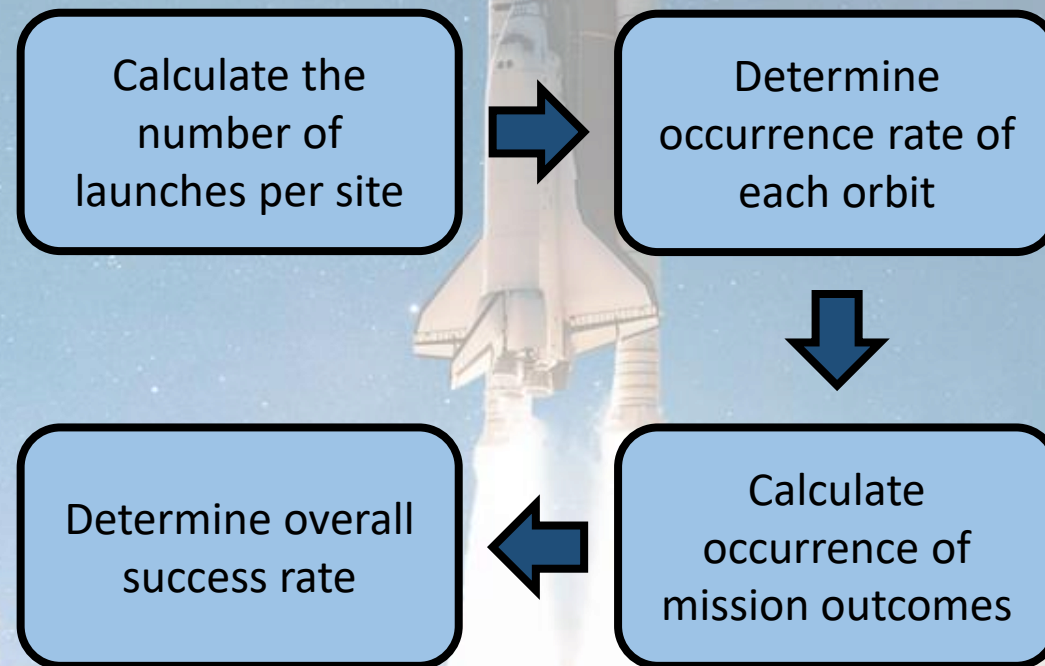 Calculate the
number of
launches per site
Determine
occurrence rate of
each orbit
Calculate
occurrence of
mission outcomes
Determine overall
success rate